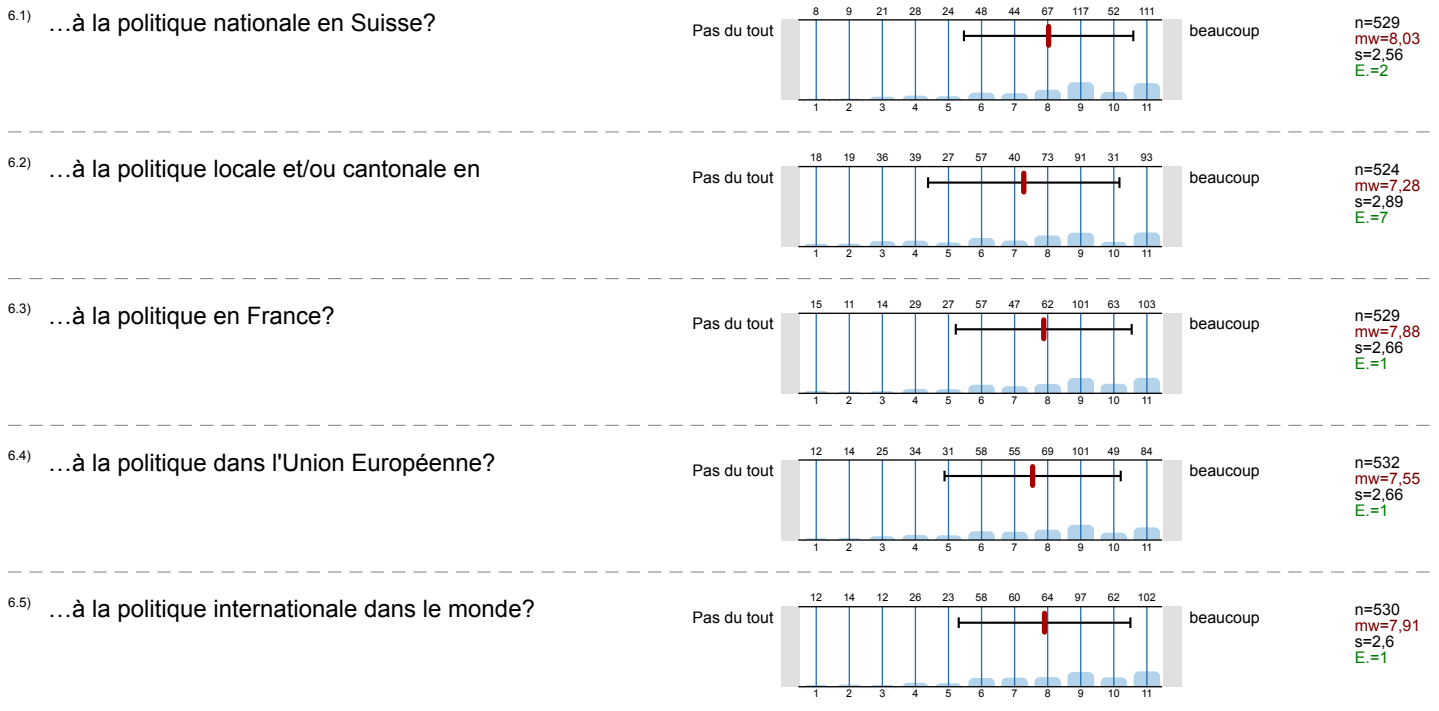 6.1) …à la politique nationale en Suisse?
8 9 21 28 24 48 44 67 117 52 111
Pas du tout beaucoup
1 2 3 4 5 6 7 8 9 10 11
n=529
mw=8,03
s=2,56
E.=2
6.2) …à la politique locale et/ou cantonale en
18 19 36 39 27 57 40 73 91 31 93
Pas du tout beaucoup
1 2 3 4 5 6 7 8 9 10 11
n=524
mw=7,28
s=2,89
E.=7
6.3) …à la politique en France?
15 11 14 29 27 57 47 62 101 63 103
Pas du tout beaucoup
1 2 3 4 5 6 7 8 9 10 11
n=529
mw=7,88
s=2,66
E.=1
6.4) …à la politique dans l'Union Européenne?
12 14 25 34 31 58 55 69 101 49 84
Pas du tout beaucoup
1 2 3 4 5 6 7 8 9 10 11
n=532
mw=7,55
s=2,66
E.=1
6.5) …à la politique internationale dans le monde?
12 14 12 26 23 58 60 64 97 62 102
Pas du tout beaucoup
1 2 3 4 5 6 7 8 9 10 11
n=530
mw=7,91
s=2,6
E.=1